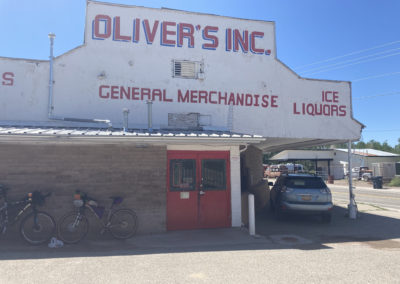 OLIVER'S INC.
S
GENERAL MERCHANDISE
ICE
LIQUORS